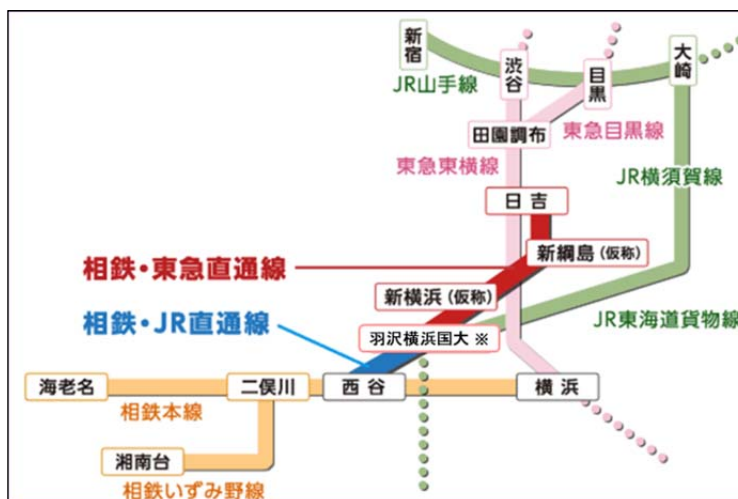 新宿
渋谷
目黒
大崎
JR山手線
田園調布
東急目黒線
東急東横線
JR横須賀線
日吉
相鉄・東急直通線
新綱島(仮称)
新横浜(仮称)
相鉄・JR直通線
羽沢横浜国大 ※
JR東海道貨物線
海老名
二俣川
西谷
横浜
相鉄本線
湘南台
相鉄いずみ野線